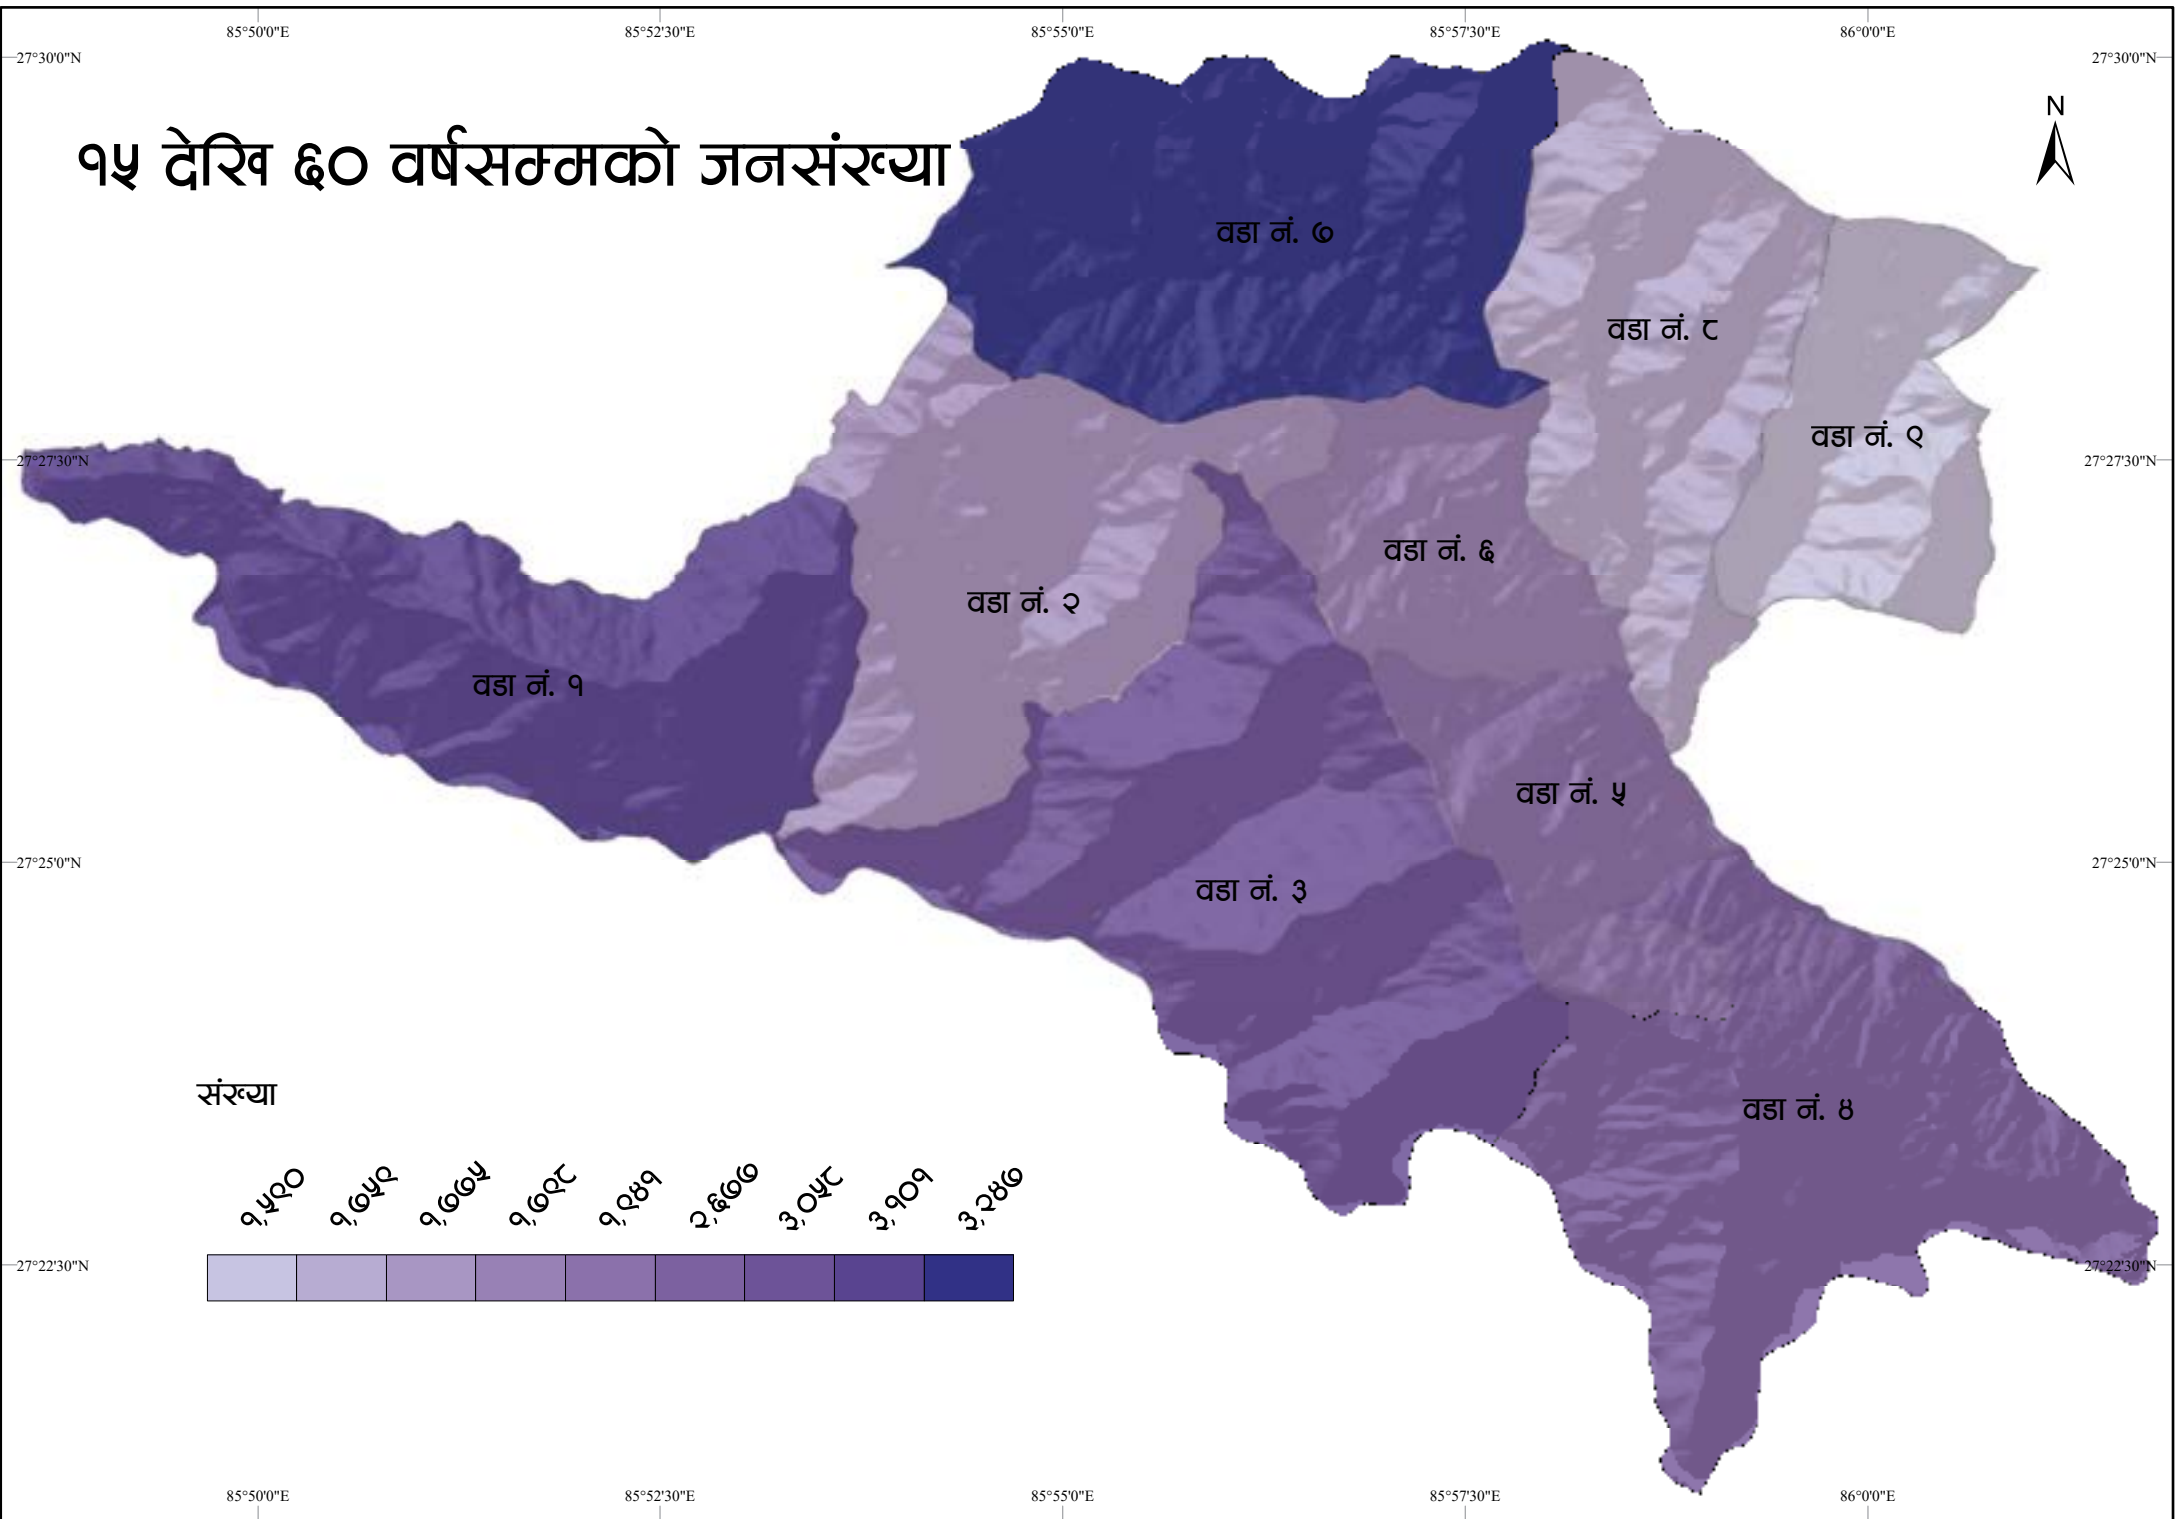 85°50'0"E 85°52'30"E 85°55'0"E 85°57'30"E 86°0'0"E
27°30'0"N 27°30'0"N
N
१५ देखि ६० वर्षसम्मको जनसंख्या
वडा नं. ७
वडा नं. ८
वडा नं. ९
27°27'30"N 27°27'30"N
वडा नं. ६
वडा नं. २
वडा नं. १
वडा नं. ५
27°25'0"N 27°25'0"N
वडा नं. ३
संख्या
वडा नं. ४
१,५९० १,७५९ १,७७५ १,७९८ १,९४१ २,६७७ ३,०५८ ३,१०१ ३,२४७
27°22'30"N 27°22'30"N
85°50'0"E 85°52'30"E 85°55'0"E 85°57'30"E 86°0'0"E